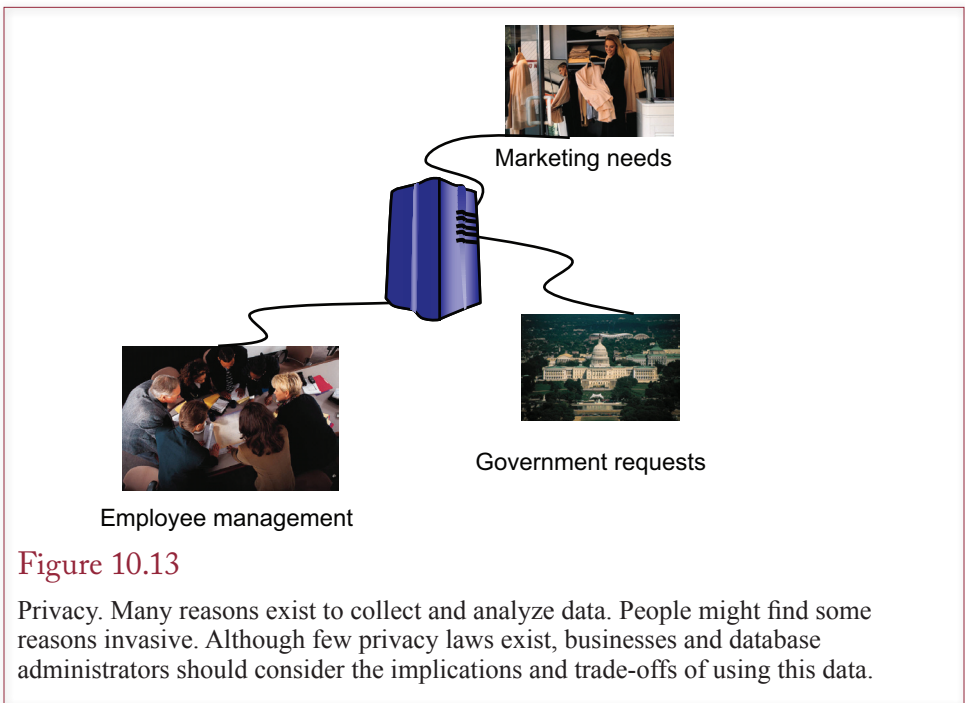 Marketing needs
Government requests
Employee management
Figure 10.13
Privacy. Many reasons exist to collect and analyze data. People might find some
reasons invasive. Although few privacy laws exist, businesses and database
administrators should consider the implications and trade-offs of using this data.